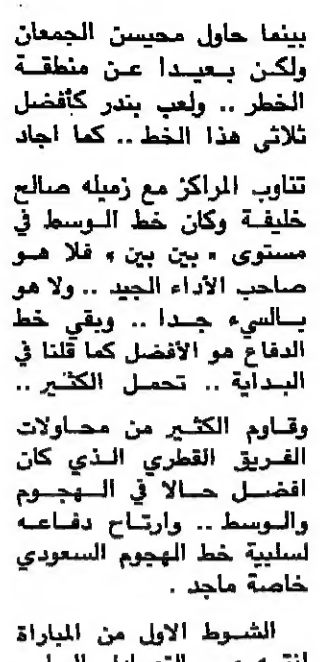 بينما حاول محيسن الجمعان
ولكن بعيدا عن منطقة
الخطر .. ولعب بندر كأفضل
ثلاثى هذا الخط .. كما اجاد
تناوب المراكز مع زميله صالح
خليفة وكان خط الوسط في
مستوى « بين بين » فلا هو
صاحب الأداء الجيد .. ولا هو
بالسيء جدا .. وبقي خط
الدفاع هو الأفضل كما قلنا في
البداية .. تحمل الكثير ..
وقاوم الكثير من محاولات
الفريق القطري الذي كان
افضل حالا في الهجوم
والوسط .. وارتاح دفاعه
لسلبية خط الهجوم السعودي
خاصة ماجد .
الشوط الاول من المباراة